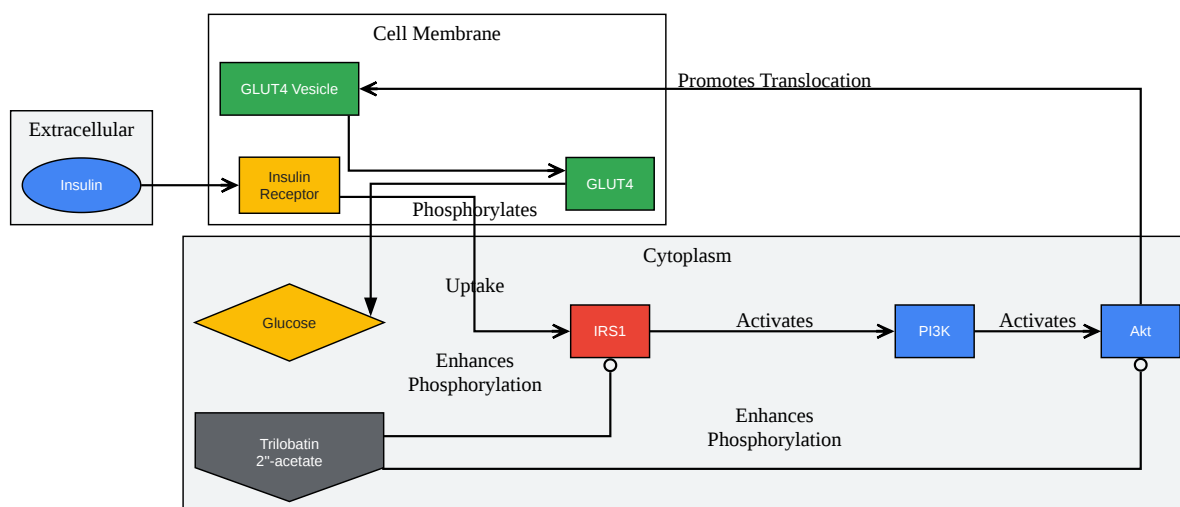 Cell Membrane
GLUT4 Vesicle
Promotes Translocation
Extracellular
Insulin
Insulin
Receptor
GLUT4
Phosphorylates
Cytoplasm
Uptake
Glucose
IRS1
Activates
PI3K
Activates
Akt
Enhances
Phosphorylation
Enhances
Phosphorylation
Trilobatin
2"-acetate